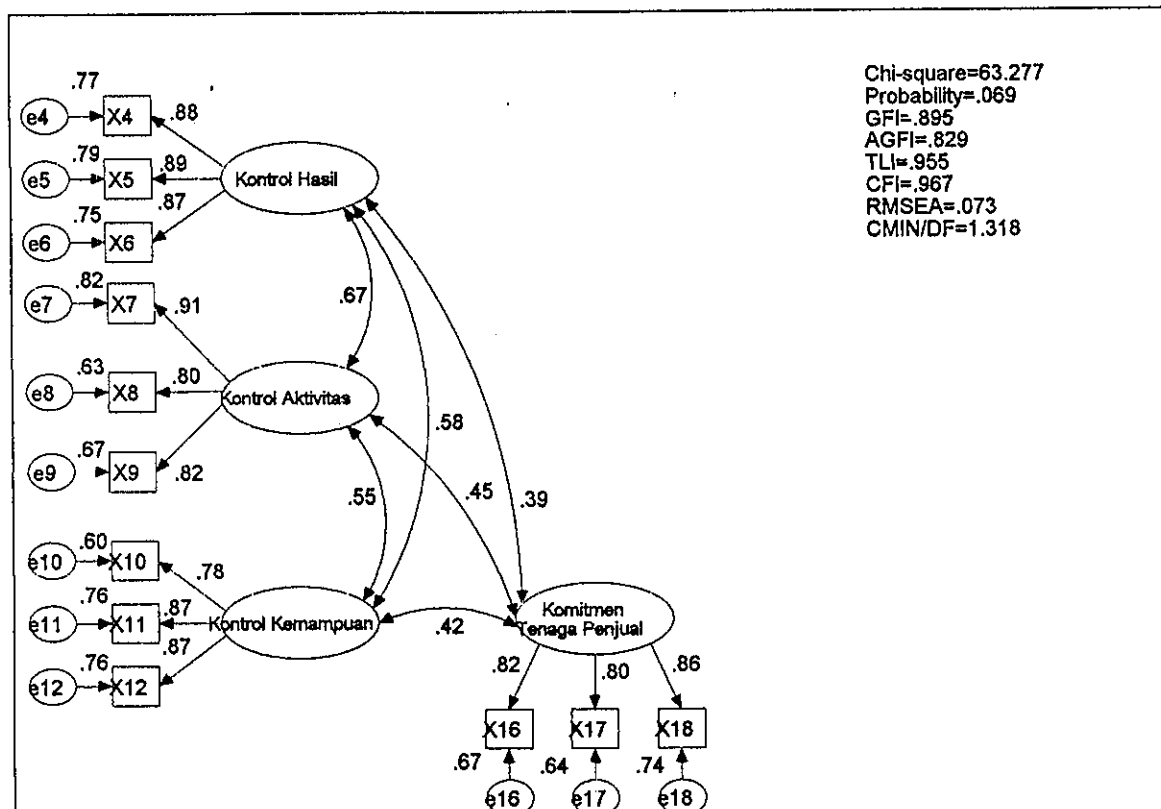 Chi-square=63.277
Probability=.069
GFI=.895
AGFI=.829
TLI=.955
CFI=.967
RMSEA=.073
CMIN/DF=1.318
.77
e4
X4
.88
.79
e5
X5
.89
Kontrol Hasil
.75
e6
X6
.87
.82
e7
X7
.91
.67
.63
e8
X8
.80
Kontrol Aktivitas
.58
.67
e9
X9
.82
.55
.45
.39
.60
e10
X10
.78
.76
e11
X11
.87
Kontrol Kemampuan
.42
Komitmen
Tenaga Penjual
.76
e12
X12
.87
.82
.80
.86
X16
X17
X18
.67
.64
.74
e16
e17
e18